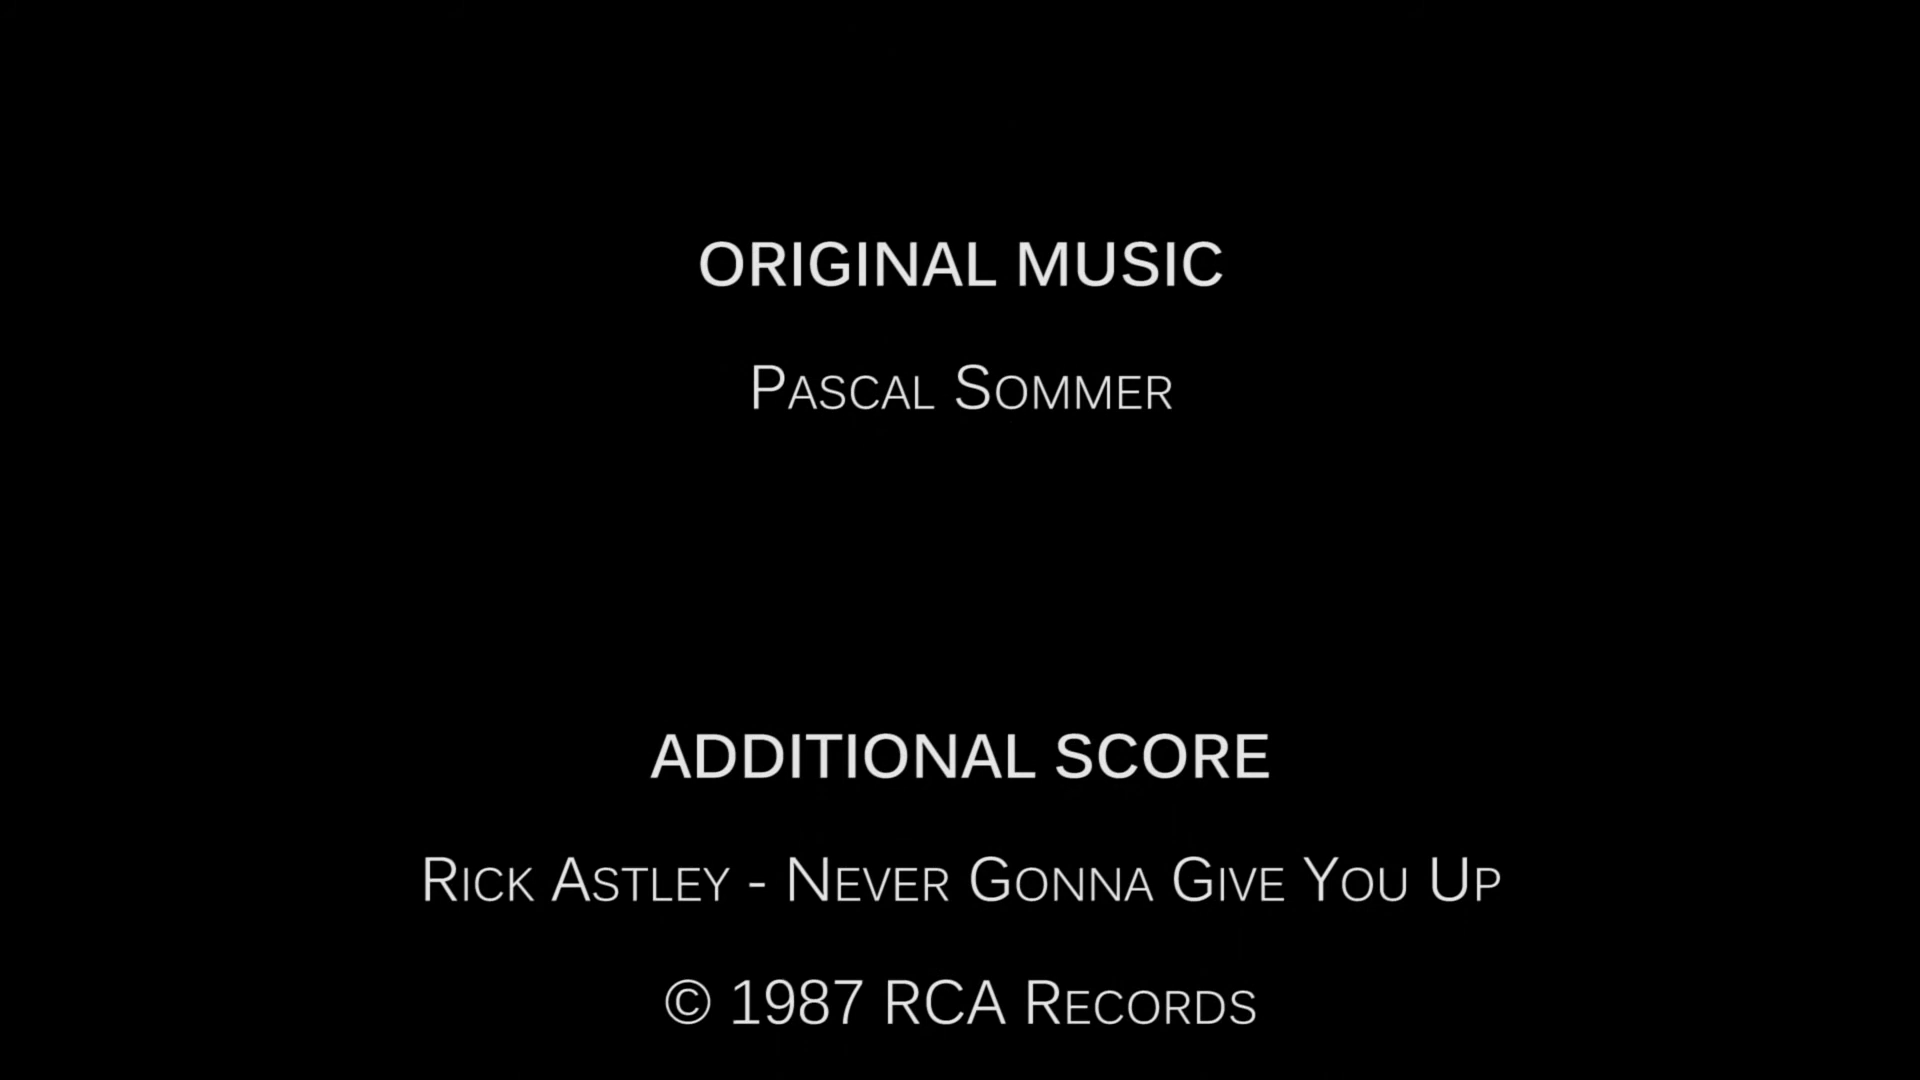 ORIGINAL MUSIC
Pascal Sommer
ADDITIONAL SCORE
Rick Astley - Never Gonna Give You Up
© 1987 RCA Records